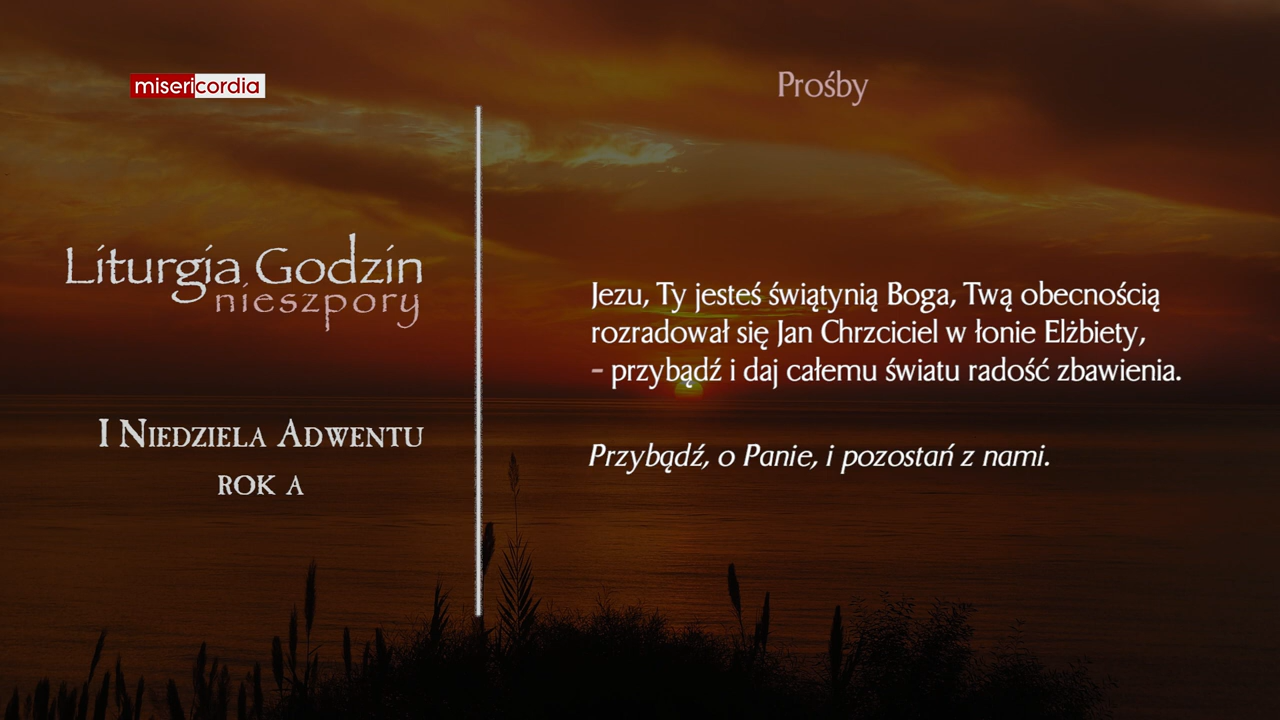 misericordia
Liturgia Godzin
nieszpory
I Niedziela Adwentu
rok a
Prośby
Jezu, Ty jesteś świątynią Boga, Twą obecnością
rozradował się Jan Chrzciciel w łonie Elżbiety,
- przybądź i daj całemu światu radość zbawienia.
Przybądź, o Panie, i pozostań z nami.